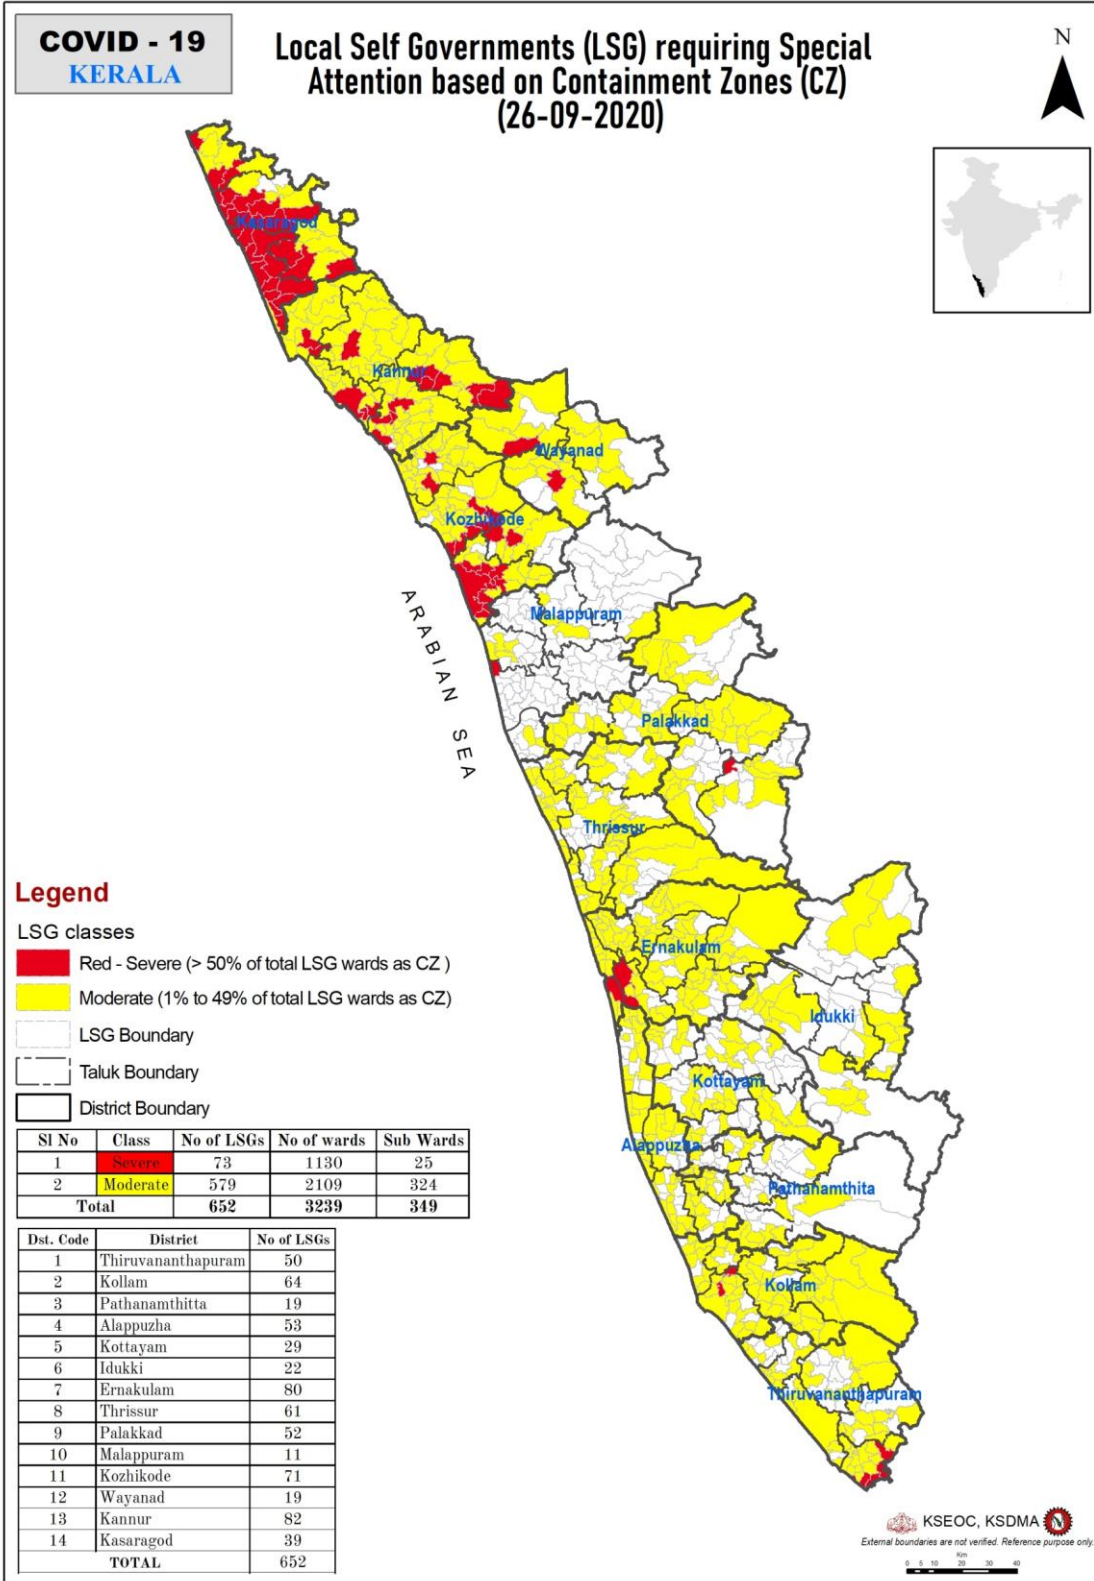 COVID - 19
KERALA
Local Self Governments (LSG) requiring Special
Attention based on Containment Zones (CZ)
(26-09-2020)
N
Kasaragod
Kannur
Wayanad
Kozhikode
Malappuram
ARABIAN SEA
Palakkad
Thrissur
Ernakulam
Idukki
Kottayam
Alappuzha
Pathanamthita
Kollam
Thiruvananthapuram
Legend
LSG classes
Red - Severe (> 50% of total LSG wards as CZ )
Moderate (1% to 49% of total LSG wards as CZ)
LSG Boundary
Taluk Boundary
District Boundary
Sl No Class No of LSGs No of wards Sub Wards
1 Severe 73 1130 25
2 Moderate 579 2109 324
Total 652 3239 349
Dst. Code District No of LSGs
1 Thiruvananthapuram 50
2 Kollam 64
3 Pathanamthitta 19
4 Alappuzha 53
5 Kottayam 29
6 Idukki 22
7 Ernakulam 80
8 Thrissur 61
9 Palakkad 52
10 Malappuram 11
11 Kozhikode 71
12 Wayanad 19
13 Kannur 82
14 Kasaragod 39
TOTAL 652
KSEOC, KSDMA
External boundaries are not verified. Reference purpose only.
Km
0 5 10 20 30 40